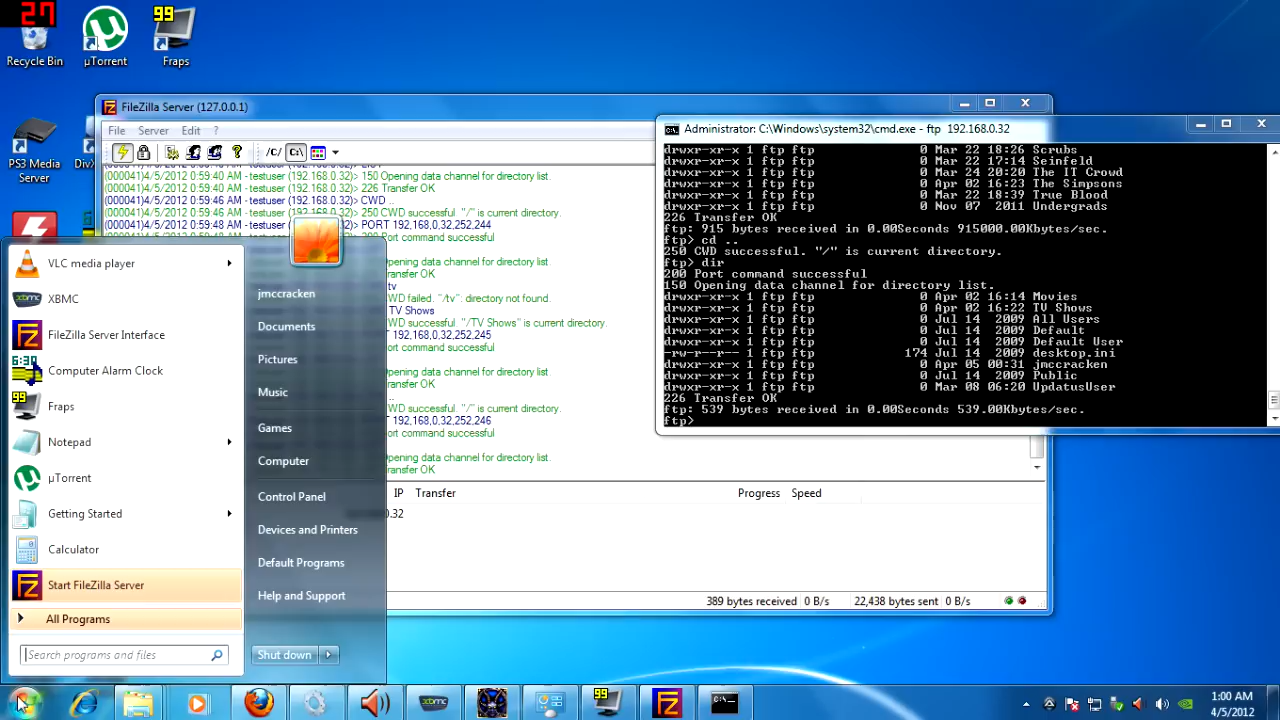 27
99
Recycle Bin
µTorrent
Fraps
PS3 Media
Server
Div
FileZilla Server (127.0.0.1)
File Server Edit ?
/C/ C:\
(000041)4/5/2012 0:59:40 AM - testuser (192.168.0.32)> 150 Opening data channel for directory list.
(000041)4/5/2012 0:59:40 AM - testuser (192.168.0.32)> 226 Transfer OK
(000041)4/5/2012 0:59:46 AM - testuser (192.168.0.32)> CWD ..
(000041)4/5/2012 0:59:46 AM - testuser (192.168.0.32)> 250 CWD successful. "/" is current directory.
(000041)4/5/2012 0:59:48 AM - testuser (192.168.0.32)> PORT 192,168,0,32,252,244
Port command successful
pening data channel for directory list.
ransfer OK
tv
WD failed. "/tv": directory not found.
TV Shows
WD successful. "/TV Shows" is current directory.
192,168,0,32,252,245
ort command successful
pening data channel for directory list.
ransfer OK
..
WD successful. "/" is current directory.
192,168,0,32,252,246
ort command successful
pening data channel for directory list.
Transfer OK
IP Transfer Progress Speed
0.32
389 bytes received 0 B/s 22,438 bytes sent 0 B/s
Administrator: C:\Windows\system32\cmd.exe - ftp 192.168.0.32
drwxr-xr-x 1 ftp ftp 0 Mar 22 18:26 Scrubs
drwxr-xr-x 1 ftp ftp 0 Mar 22 17:14 Seinfeld
drwxr-xr-x 1 ftp ftp 0 Mar 24 20:20 The IT Crowd
drwxr-xr-x 1 ftp ftp 0 Apr 02 16:23 The Simpsons
drwxr-xr-x 1 ftp ftp 0 Mar 22 18:39 True Blood
drwxr-xr-x 1 ftp ftp 0 Nov 07 2011 Undergrads
226 Transfer OK
ftp: 915 bytes received in 0.00Seconds 915000.00Kbytes/sec.
ftp> cd ..
250 CWD successful. "/" is current directory.
ftp> dir
200 Port command successful
150 Opening data channel for directory list.
drwxr-xr-x 1 ftp ftp 0 Apr 02 16:14 Movies
drwxr-xr-x 1 ftp ftp 0 Apr 02 16:22 TV Shows
drwxr-xr-x 1 ftp ftp 0 Jul 14 2009 All Users
drwxr-xr-x 1 ftp ftp 0 Jul 14 2009 Default
drwxr-xr-x 1 ftp ftp 0 Jul 14 2009 Default User
-rw-r--r-- 1 ftp ftp 174 Jul 14 2009 desktop.ini
drwxr-xr-x 1 ftp ftp 0 Apr 05 00:31 jmccracken
drwxr-xr-x 1 ftp ftp 0 Jul 14 2009 Public
drwxr-xr-x 1 ftp ftp 0 Mar 08 06:20 UpdatusUser
226 Transfer OK
ftp: 539 bytes received in 0.00Seconds 539.00Kbytes/sec.
ftp>
VLC media player
XBMC
FileZilla Server Interface
6:30
Computer Alarm Clock
99
Fraps
Notepad
µTorrent
Getting Started
Calculator
Start FileZilla Server
All Programs
Search programs and files
jmccracken
Documents
Pictures
Music
Games
Computer
Control Panel
Devices and Printers
Default Programs
Help and Support
Shut down
99
1:00 AM
4/5/2012